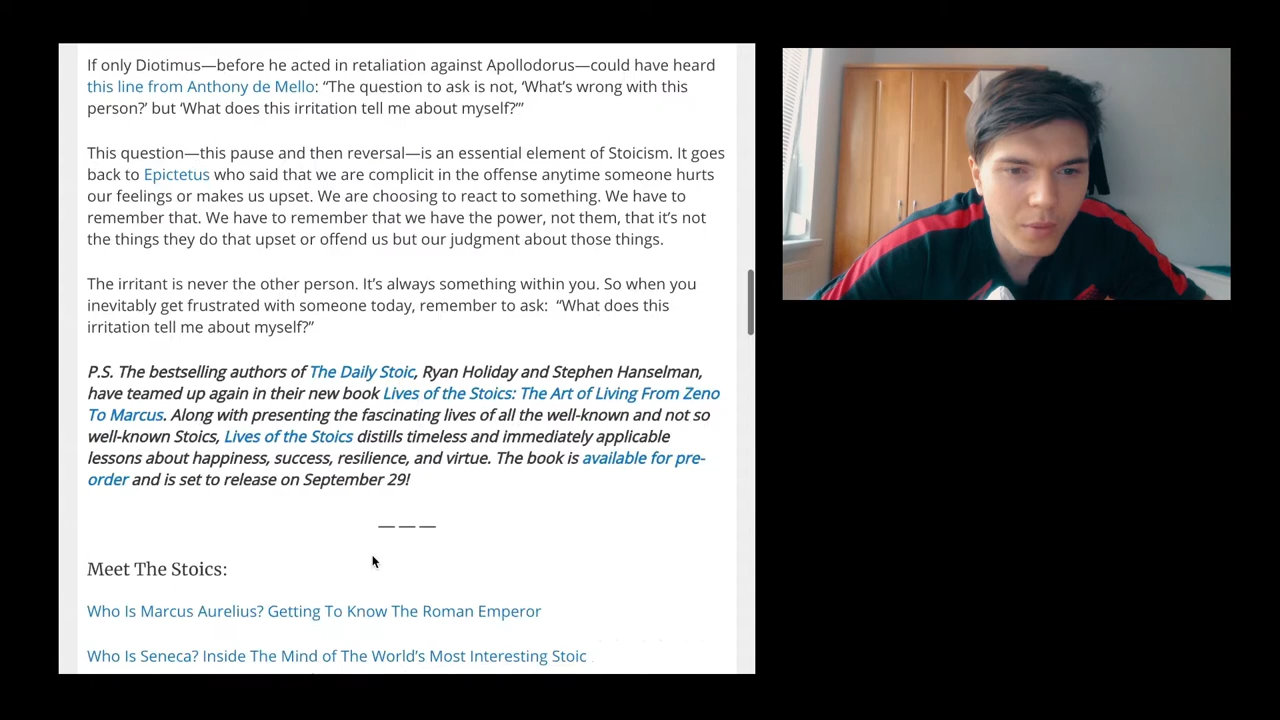 If only Diotimus—before he acted in retaliation against Apollodorus—could have heard
this line from Anthony de Mello: “The question to ask is not, ‘What’s wrong with this
person?’ but ‘What does this irritation tell me about myself?’”
This question—this pause and then reversal—is an essential element of Stoicism. It goes
back to Epictetus who said that we are complicit in the offense anytime someone hurts
our feelings or makes us upset. We are choosing to react to something. We have to
remember that. We have to remember that we have the power, not them, that it’s not
the things they do that upset or offend us but our judgment about those things.
The irritant is never the other person. It’s always something within you. So when you
inevitably get frustrated with someone today, remember to ask:  “What does this
irritation tell me about myself?”
P.S. The bestselling authors of The Daily Stoic, Ryan Holiday and Stephen Hanselman,
have teamed up again in their new book Lives of the Stoics: The Art of Living From Zeno
To Marcus. Along with presenting the fascinating lives of all the well-known and not so
well-known Stoics, Lives of the Stoics distills timeless and immediately applicable
lessons about happiness, success, resilience, and virtue. The book is available for pre-
order and is set to release on September 29!
— — —
Meet The Stoics:
Who Is Marcus Aurelius? Getting To Know The Roman Emperor
Who Is Seneca? Inside The Mind of The World’s Most Interesting Stoic